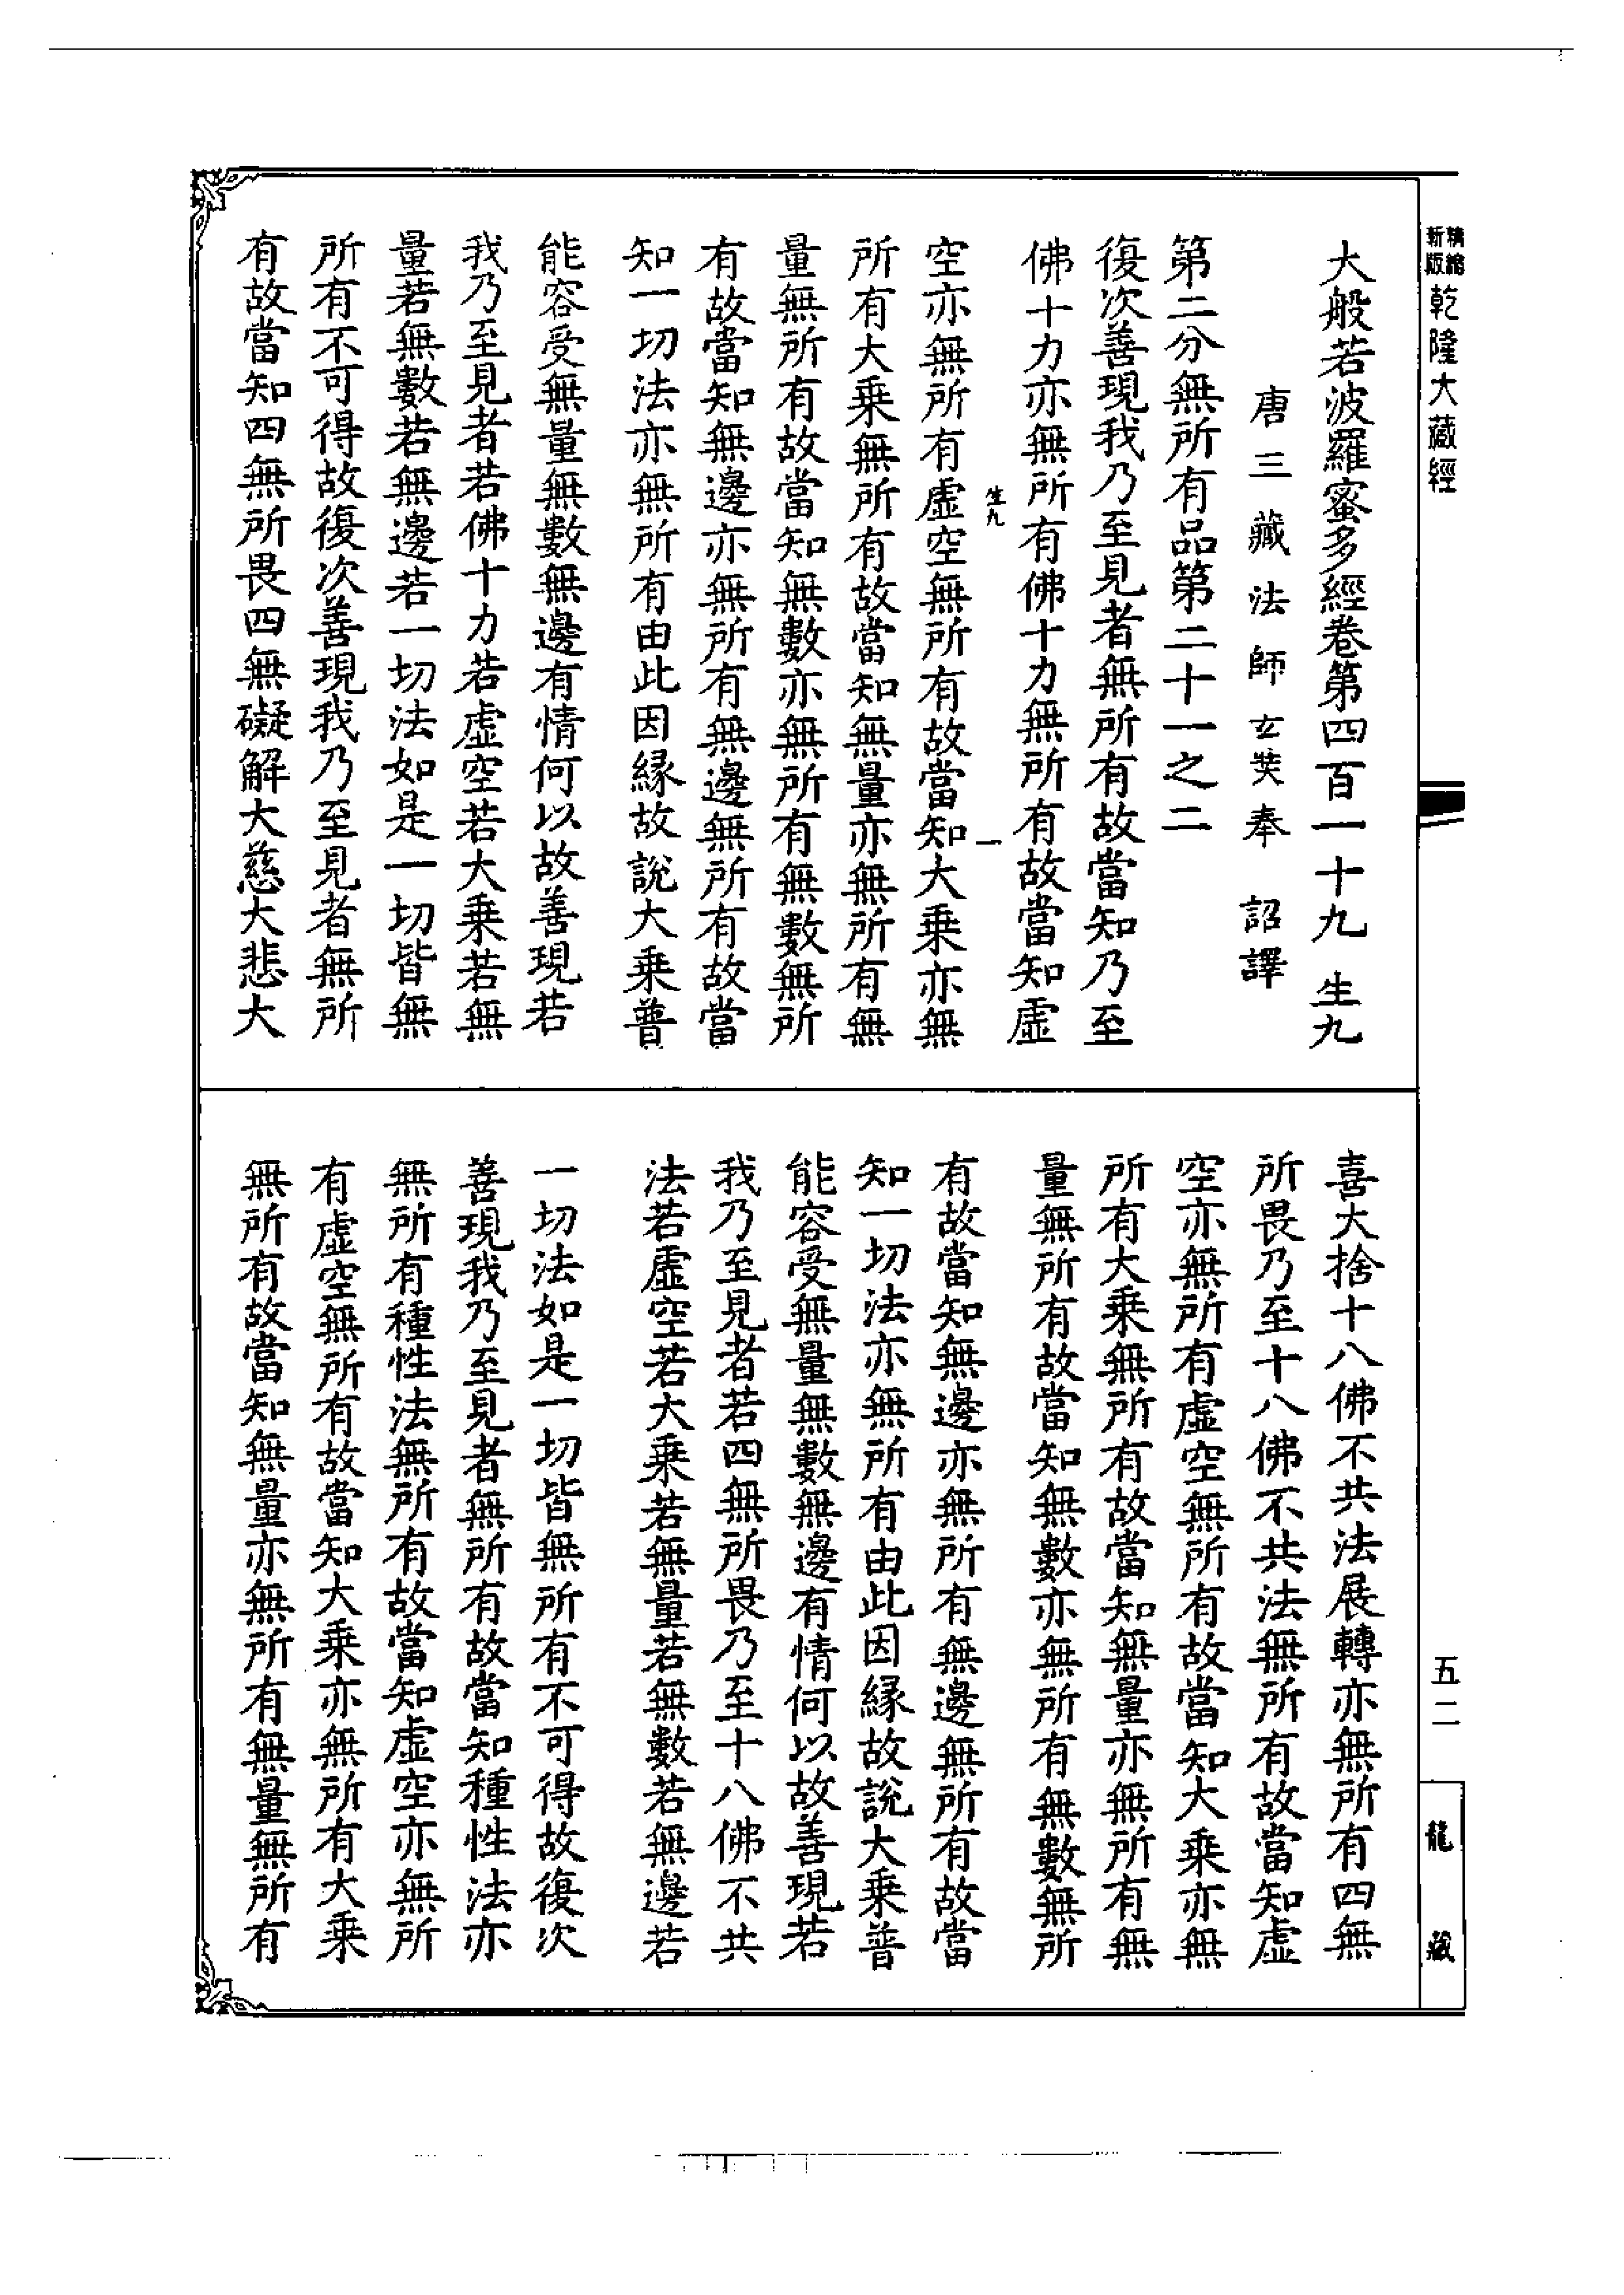 精縮
新版
乾隆大藏經
大般若波羅蜜多經卷第四百一十九 生九
唐三藏法師玄奘奉 詔譯
第二分無所有品第二十一之二
復次善現我乃至見者無所有故當知乃至
佛十力亦無所有佛十力無所有故當知虛
生九 一
空亦無所有虛空無所有故當知大乘亦無
所有大乘無所有故當知無量亦無所有無
量無所有故當知無數亦無所有無數無所
有故當知無邊亦無所有無邊無所有故當
知一切法亦無所有由此因緣故說大乘普
能容受無量無數無邊有情何以故善現若
我乃至見者若佛十力若虛空若大乘若無
量若無數若無邊若一切法如是一切皆無
所有不可得故復次善現我乃至見者無所
有故當知四無所畏四無礙解大慈大悲大
喜大捨十八佛不共法展轉亦無所有四無
所畏乃至十八佛不共法無所有故當知虛
空亦無所有虛空無所有故當知大乘亦無
所有大乘無所有故當知無量亦無所有無
量無所有故當知無數亦無所有無數無所
有故當知無邊亦無所有無邊無所有故當
知一切法亦無所有由此因緣故說大乘普
能容受無量無數無邊有情何以故善現若
我乃至見者若四無所畏乃至十八佛不共
法若虛空若大乘若無量若無數若無邊若
一切法如是一切皆無所有不可得故復次
善現我乃至見者無所有故當知種性法亦
無所有種性法無所有故當知虛空亦無所
有虛空無所有故當知大乘亦無所有大乘
無所有故當知無量亦無所有無量無所有
五二
龍藏